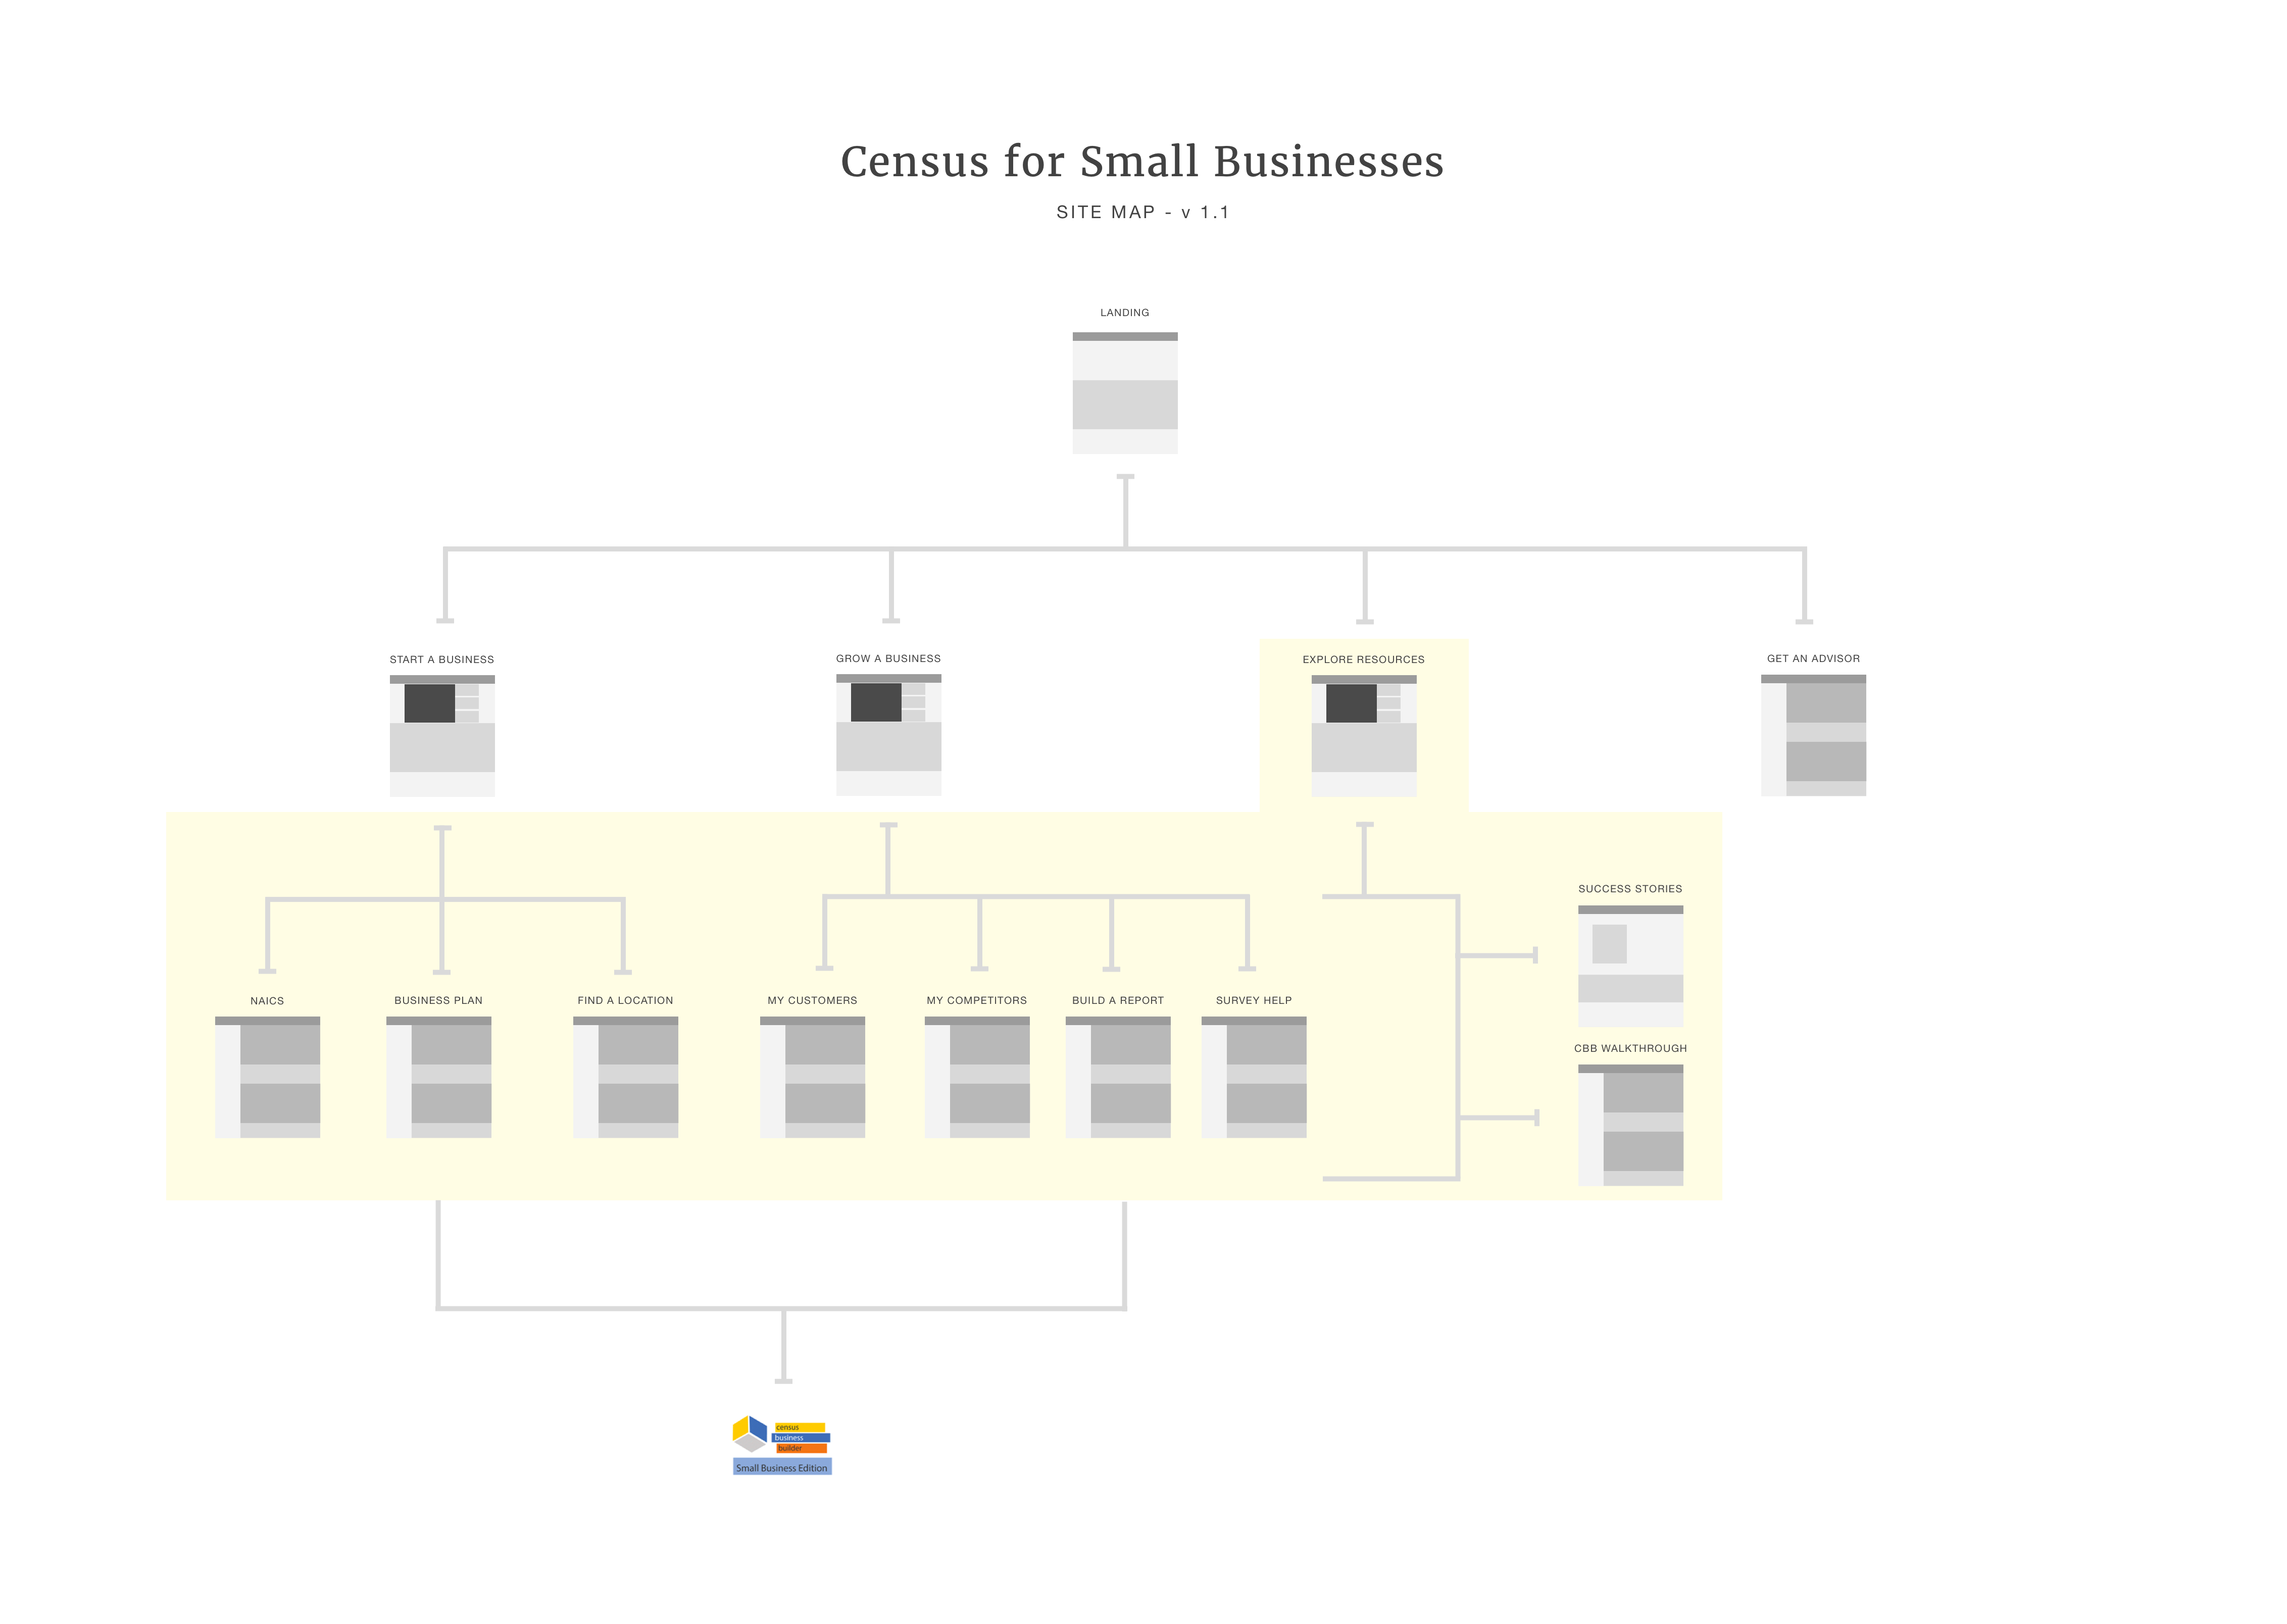 Census for Small Businesses
SITE MAP - v 1.1
LANDING
START A BUSINESS
GROW A BUSINESS
EXPLORE RESOURCES
GET AN ADVISOR
SUCCESS STORIES
NAICS
BUSINESS PLAN
FIND A LOCATION
MY CUSTOMERS
MY COMPETITORS
BUILD A REPORT
SURVEY HELP
CBB WALKTHROUGH
census
business
builder
Small Business Edition